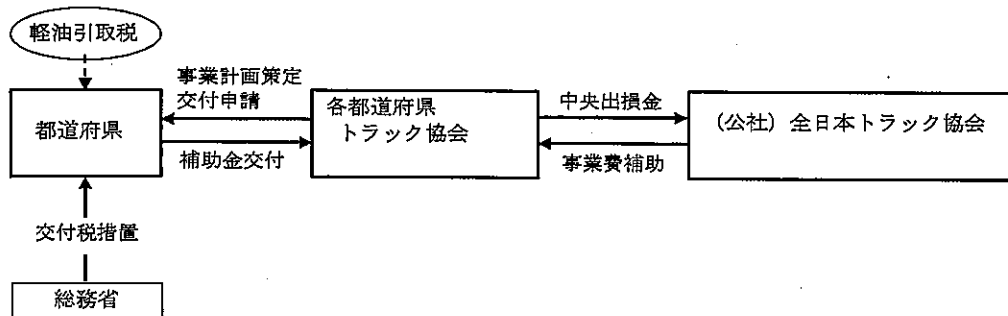 軽油引取税
事業計画策定
交付申請
都道府県
補助金交付
各都道府県
トラック協会
中央出損金
事業費補助
（公社）全日本トラック協会
交付税措置
総務省